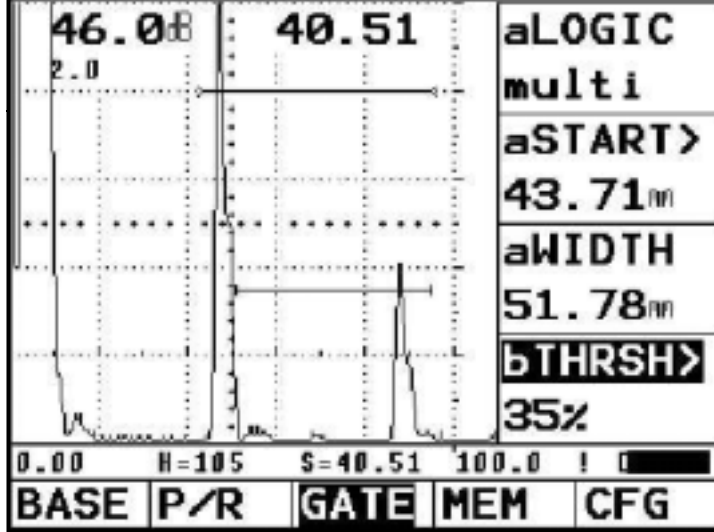 46.0dB 40.51
2.0
aLOGIC
multi
aSTART>
43.71mm
aWIDTH
51.78mm
bTHRSH>
35%
0.00 H=105 S=40.51 100.0 !
BASE P/R GATE MEM CFG